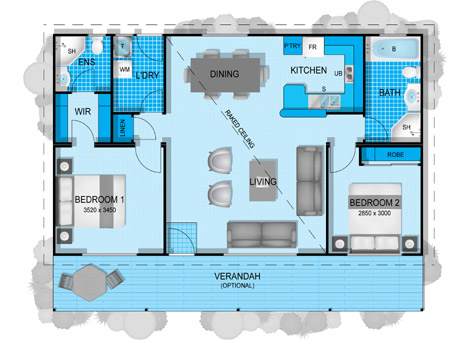 SH
ENS
T
WM
L'DRY
WIR
LINEN
DINING
RAKED CEILING
P'TRY
FR
KITCHEN
UB
S
B
BATH
SH
ROBE
LIVING
BEDROOM 1
3520 x 3450
BEDROOM 2
2850 x 3000
VERANDAH
(OPTIONAL)